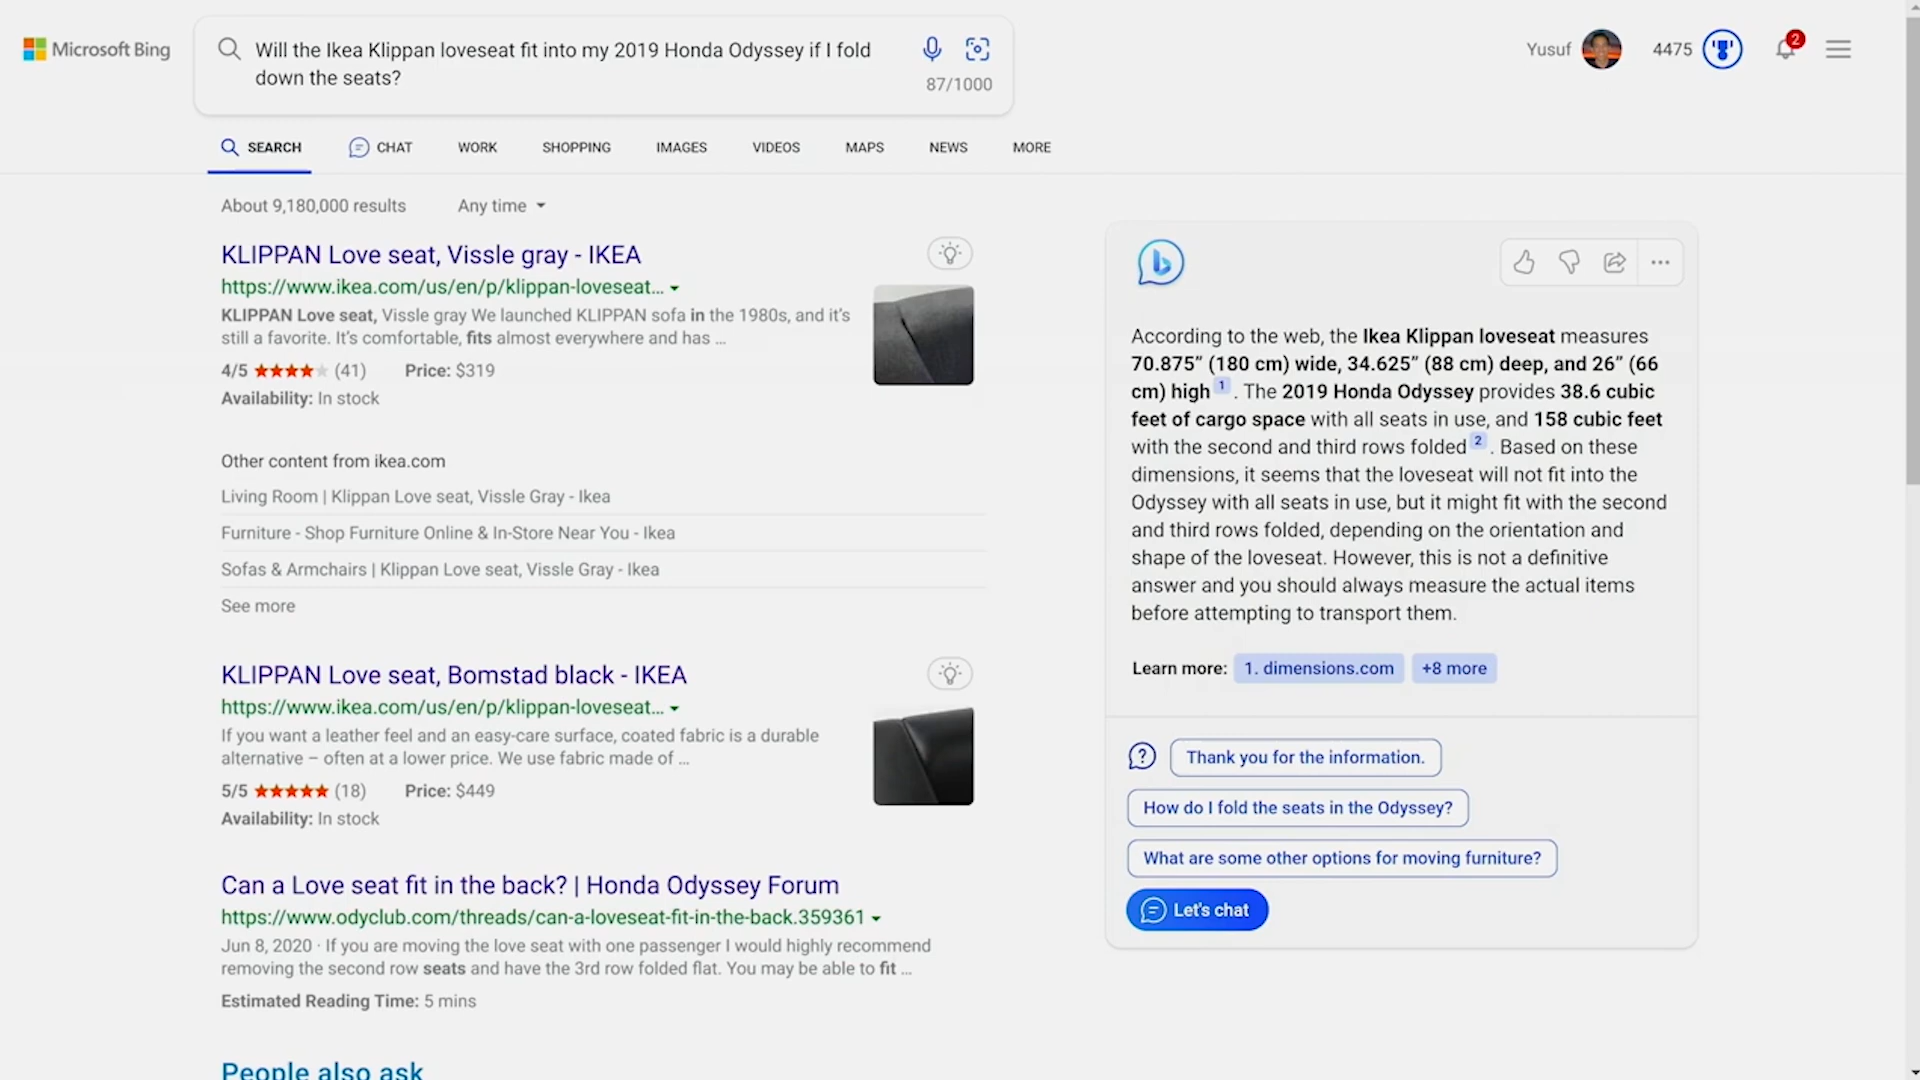 Microsoft Bing
Will the Ikea Klippan loveseat fit into my 2019 Honda Odyssey if I fold
down the seats?
87/1000
Yusuf
4475
2
SEARCH
CHAT
WORK
SHOPPING
IMAGES
VIDEOS
MAPS
NEWS
MORE
About 9,180,000 results
Any time
KLIPPAN Love seat, Vissle gray - IKEA
https://www.ikea.com/us/en/p/klippan-loveseat...
KLIPPAN Love seat, Vissle gray We launched KLIPPAN sofa in the 1980s, and it's
still a favorite. It's comfortable, fits almost everywhere and has ...
4/5 ★★★★★ (41) Price: $319
Availability: In stock
Other content from ikea.com
Living Room | Klippan Love seat, Vissle Gray - Ikea
Furniture - Shop Furniture Online & In-Store Near You - Ikea
Sofas & Armchairs | Klippan Love seat, Vissle Gray - Ikea
See more
KLIPPAN Love seat, Bomstad black - IKEA
https://www.ikea.com/us/en/p/klippan-loveseat...
If you want a leather feel and an easy-care surface, coated fabric is a durable
alternative – often at a lower price. We use fabric made of ...
5/5 ★★★★★ (18) Price: $449
Availability: In stock
Can a Love seat fit in the back? | Honda Odyssey Forum
https://www.odyclub.com/threads/can-a-loveseat-fit-in-the-back.359361
Jun 8, 2020 · If you are moving the love seat with one passenger I would highly recommend
removing the second row seats and have the 3rd row folded flat. You may be able to fit ...
Estimated Reading Time: 5 mins
People also ask
According to the web, the Ikea Klippan loveseat measures
70.875” (180 cm) wide, 34.625” (88 cm) deep, and 26” (66
cm) high 1 . The 2019 Honda Odyssey provides 38.6 cubic
feet of cargo space with all seats in use, and 158 cubic feet
with the second and third rows folded 2 . Based on these
dimensions, it seems that the loveseat will not fit into the
Odyssey with all seats in use, but it might fit with the second
and third rows folded, depending on the orientation and
shape of the loveseat. However, this is not a definitive
answer and you should always measure the actual items
before attempting to transport them.
Learn more: 1. dimensions.com +8 more
Thank you for the information.
How do I fold the seats in the Odyssey?
What are some other options for moving furniture?
Let's chat